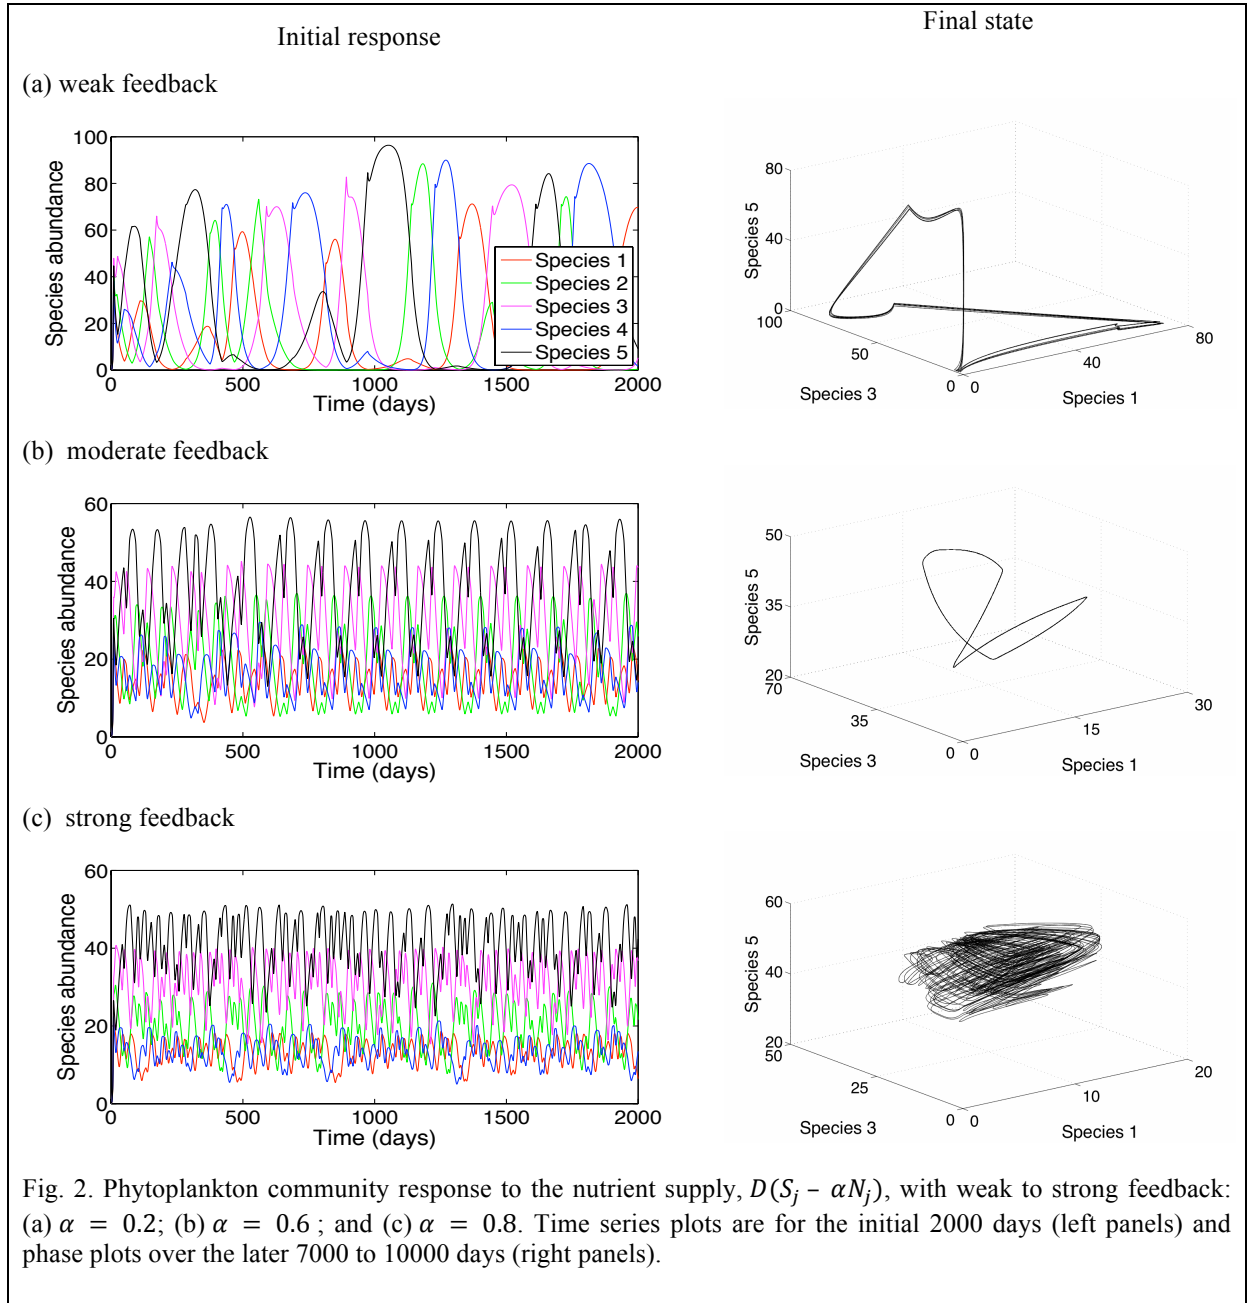 Initial response
Final state
(a) weak feedback
100
80
60
40
20
0
Species abundance
0
500
1000
1500
2000
Time (days)
Species 1
Species 2
Species 3
Species 4
Species 5
80
40
0
Species 5
100
50
0
Species 3
0
40
80
Species 1
(b) moderate feedback
60
40
20
0
Species abundance
0
500
1000
1500
2000
Time (days)
50
35
20
Species 5
70
35
0
Species 3
0
15
30
Species 1
(c) strong feedback
60
40
20
0
Species abundance
0
500
1000
1500
2000
Time (days)
60
40
20
Species 5
50
25
0
Species 3
0
10
20
Species 1
Fig. 2. Phytoplankton community response to the nutrient supply, D(Sⱼ – αNⱼ), with weak to strong feedback:
(a) α = 0.2; (b) α = 0.6 ; and (c) α = 0.8. Time series plots are for the initial 2000 days (left panels) and
phase plots over the later 7000 to 10000 days (right panels).